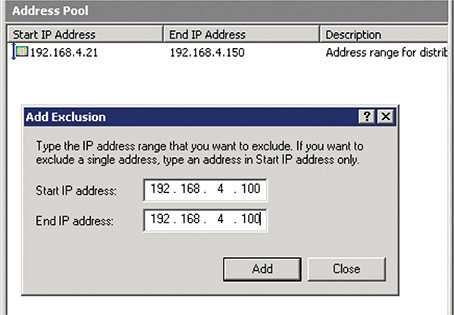 Address Pool
Start IP Address End IP Address Description
192.168.4.21 192.168.4.150 Address range for distrib
Add Exclusion
Type the IP address range that you want to exclude. If you want to
exclude a single address, type an address in Start IP address only.
Start IP address: 192 . 168 . 4 . 100
End IP address: 192 . 168 . 4 . 100
Add Close